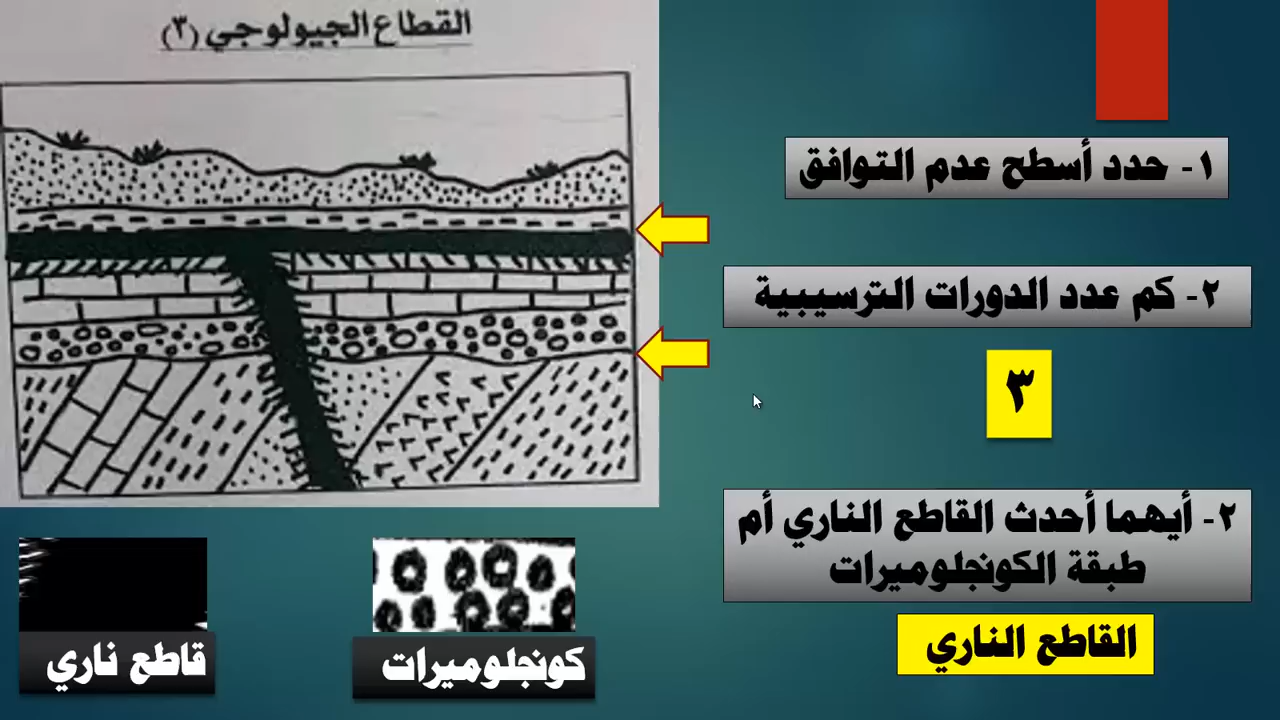 القطاع الجيولوجي (٣)
١- حدد أسطح عدم التوافق
٢- كم عدد الدورات الترسيبية
٣
٢- أيهما أحدث القاطع الناري أم
طبقة الكونجلوميرات
القاطع الناري
كونجلوميرات
قاطع ناري